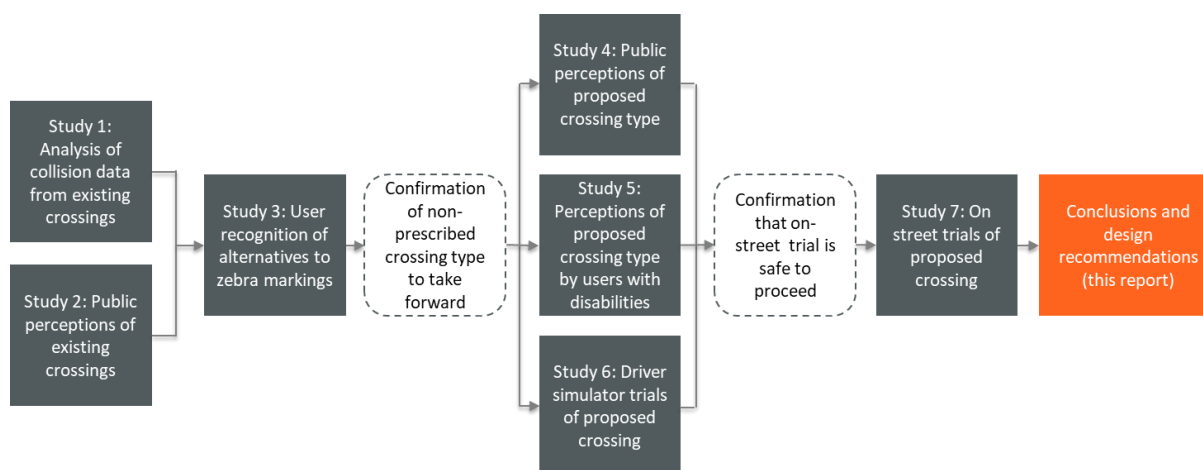 Study 1:
Analysis of
collision data
from existing
crossings
Study 2: Public
perceptions of
existing
crossings
Study 3: User
recognition of
alternatives to
zebra markings
Confirmation
of non-
prescribed
crossing type
to take
forward
Study 4: Public
perceptions of
proposed
crossing type
Study 5:
Perceptions of
proposed
crossing type
by users with
disabilities
Study 6: Driver
simulator trials
of proposed
crossing
Confirmation
that on-
street trial is
safe to
proceed
Study 7: On
street trials of
proposed
crossing
Conclusions and
design
recommendations
(this report)